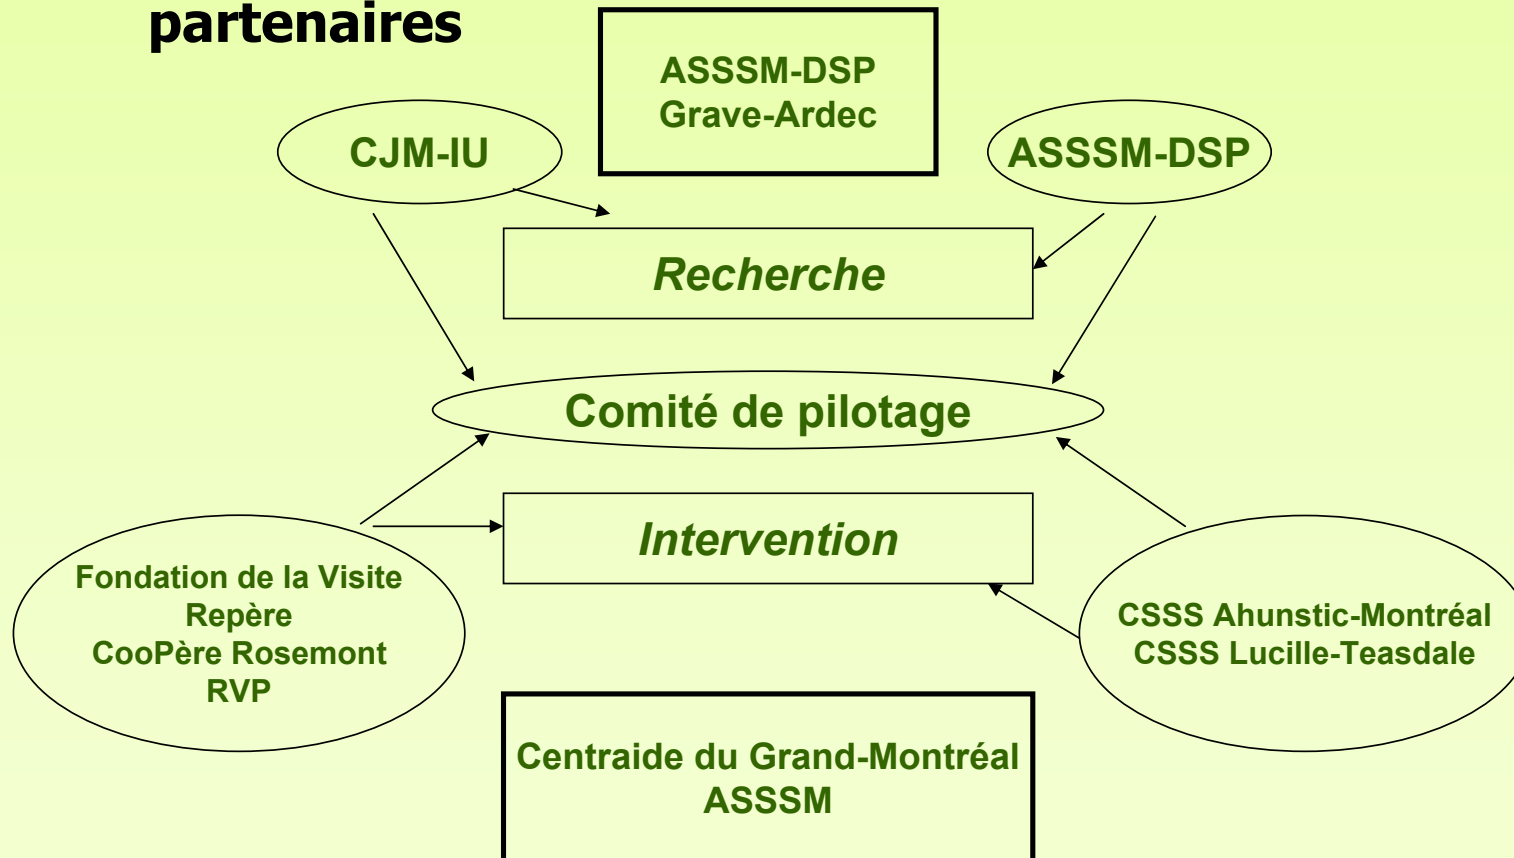 partenaires
ASSSM-DSP
Grave-Ardec
CJM-IU
ASSSM-DSP
Recherche
Comité de pilotage
Intervention
Fondation de la Visite
Repère
CooPère Rosemont
RVP
CSSS Ahunstic-Montréal
CSSS Lucille-Teasdale
Centraide du Grand-Montréal
ASSSM